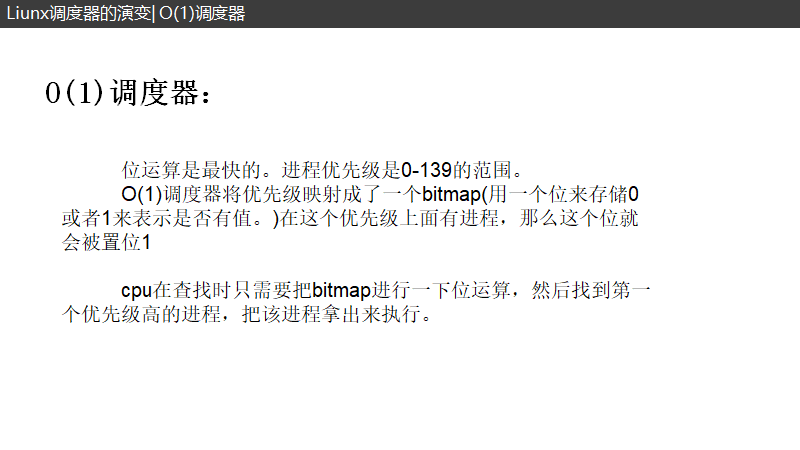 Liunx调度器的演变| O(1)调度器
O(1)调度器：
位运算是最快的。进程优先级是0-139的范围。
O(1)调度器将优先级映射成了一个bitmap(用一个位来存储0
或者1来表示是否有值。)在这个优先级上面有进程，那么这个位就
会被置位1
cpu在查找时只需要把bitmap进行一下位运算，然后找到第一
个优先级高的进程，把该进程拿出来执行。